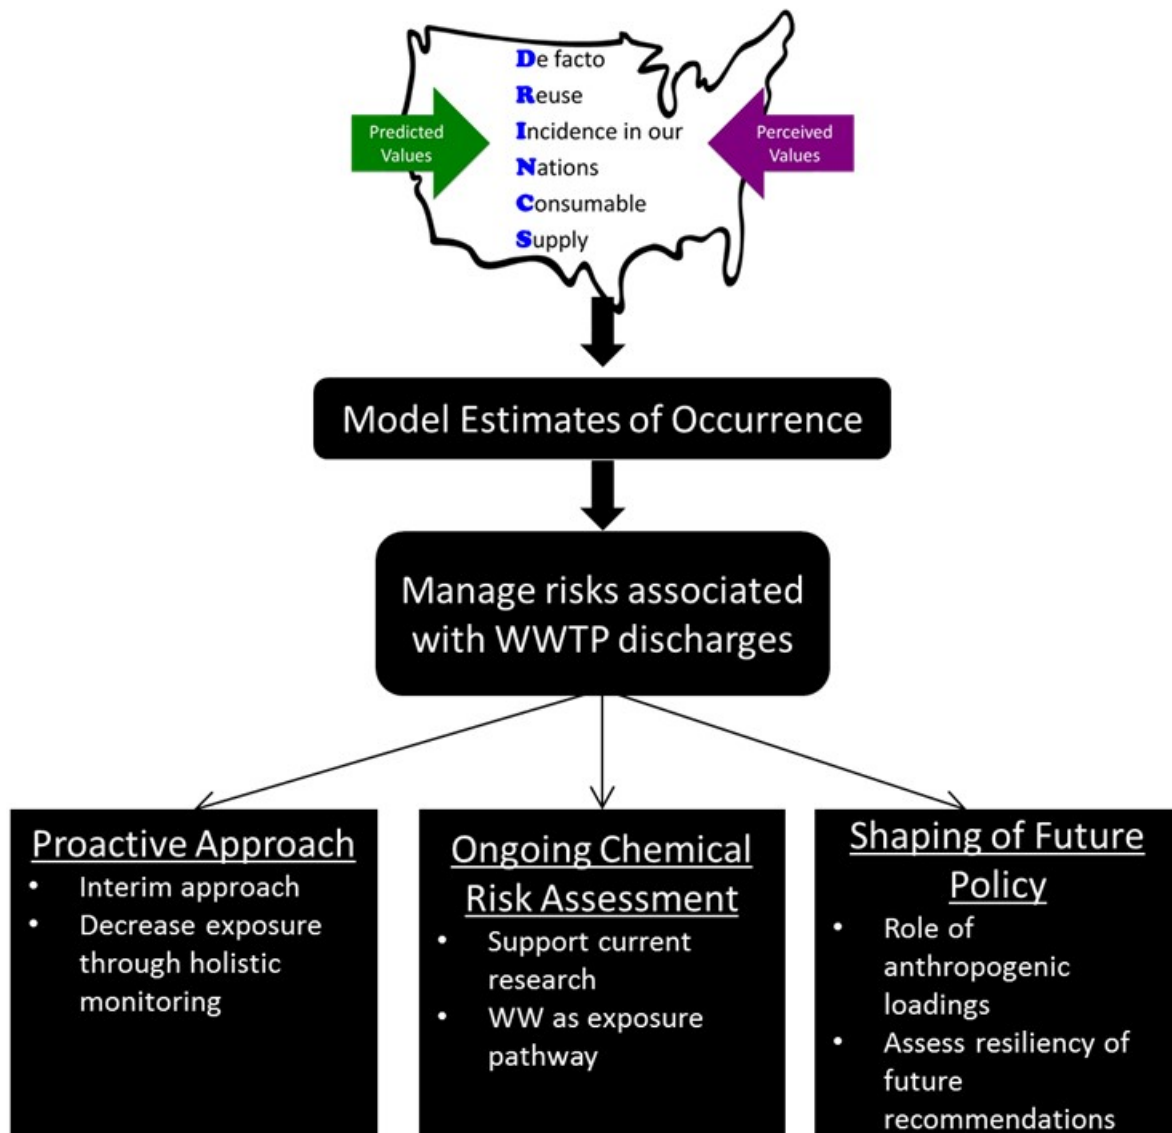 De facto
Reuse
Incidence in our
Nations
Consumable
Supply
Predicted
Values
Perceived
Values
Model Estimates of Occurrence
Manage risks associated
with WWTP discharges
Proactive Approach
• Interim approach
• Decrease exposure
through holistic
monitoring
Ongoing Chemical
Risk Assessment
• Support current
research
• WW as exposure
pathway
Shaping of Future
Policy
• Role of
anthropogenic
loadings
• Assess resiliency of
future
recommendations